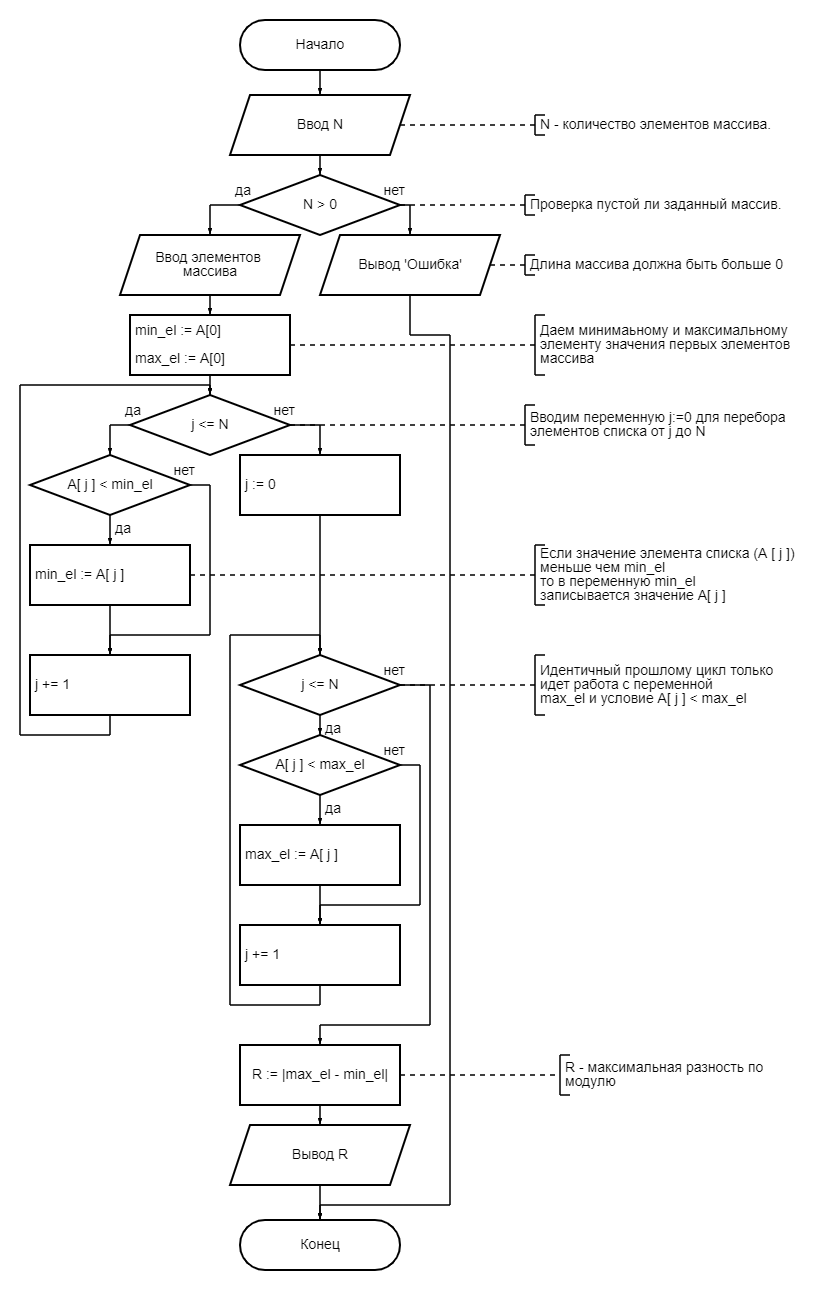 Начало
Ввод N
N - количество элементов массива.
да
нет
N > 0
Проверка пустой ли заданный массив.
Ввод элементов
массива
Вывод 'Ошибка'
Длина массива должна быть больше 0
min_el := A[0]
max_el := A[0]
Даем минимаьному и максимальному
элементу значения первых элементов
массива
да
нет
j <= N
Вводим переменную j:=0 для перебора
элементов списка от j до N
A[ j ] < min_el
нет
j := 0
да
min_el := A[ j ]
Если значение элемента списка (A [ j ])
меньше чем min_el
то в переменную min_el
записывается значение A[ j ]
j += 1
j <= N
нет
Идентичный прошлому цикл только
идет работа с переменной
max_el и условие A[ j ] < max_el
да
нет
A[ j ] < max_el
да
max_el := A[ j ]
j += 1
R := |max_el - min_el|
R - максимальная разность по
модулю
Вывод R
Конец